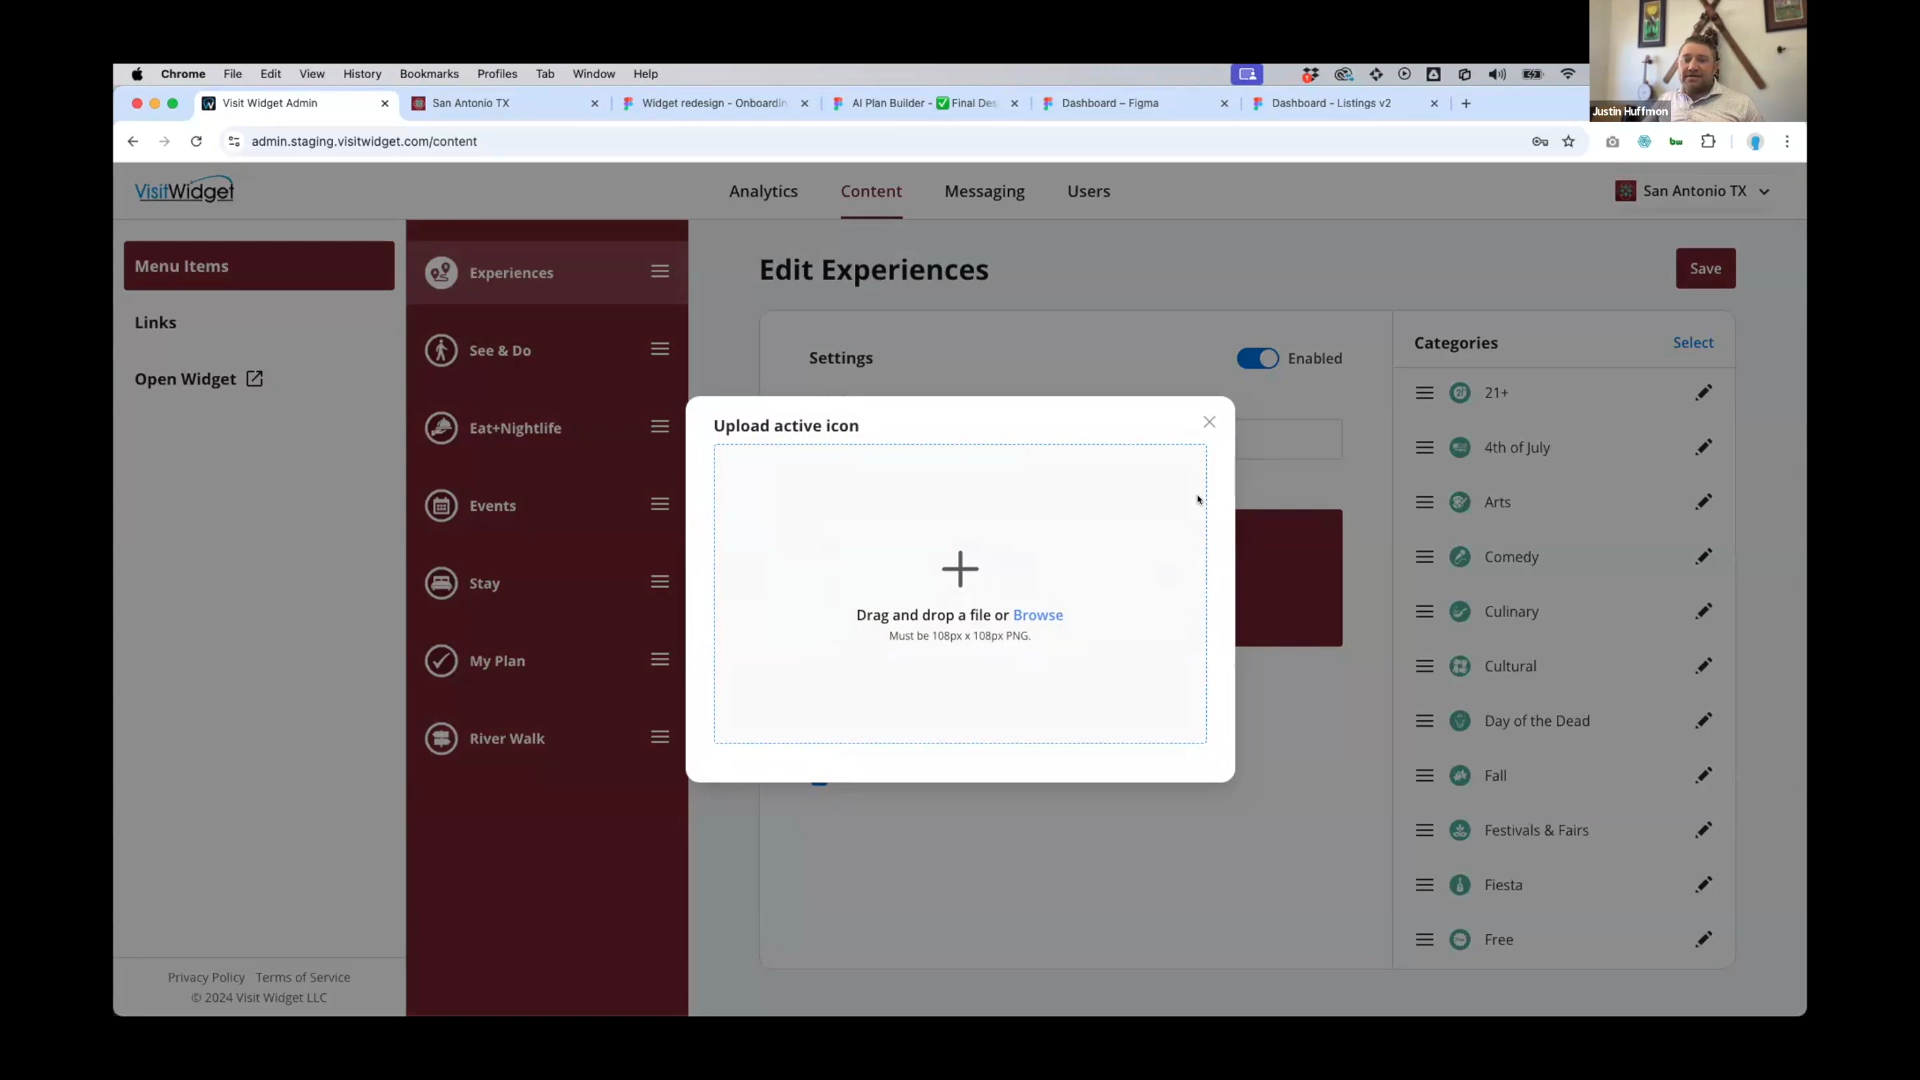 Justin Huffmon
Chrome File Edit View History Bookmarks Profiles Tab Window Help
Visit Widget Admin
San Antonio TX
Widget redesign - Onboardin
AI Plan Builder - ✅ Final Des
Dashboard – Figma
Dashboard - Listings v2
admin.staging.visitwidget.com/content
VisitWidget
Analytics
Content
Messaging
Users
San Antonio TX
Menu Items
Links
Open Widget
Experiences
See & Do
Eat+Nightlife
Events
Stay
My Plan
River Walk
Edit Experiences
Save
Settings
Enabled
Upload active icon
Drag and drop a file or Browse
Must be 108px x 108px PNG.
Categories
Select
21+
4th of July
Arts
Comedy
Culinary
Cultural
Day of the Dead
Fall
Festivals & Fairs
Fiesta
Free
Privacy Policy Terms of Service
© 2024 Visit Widget LLC